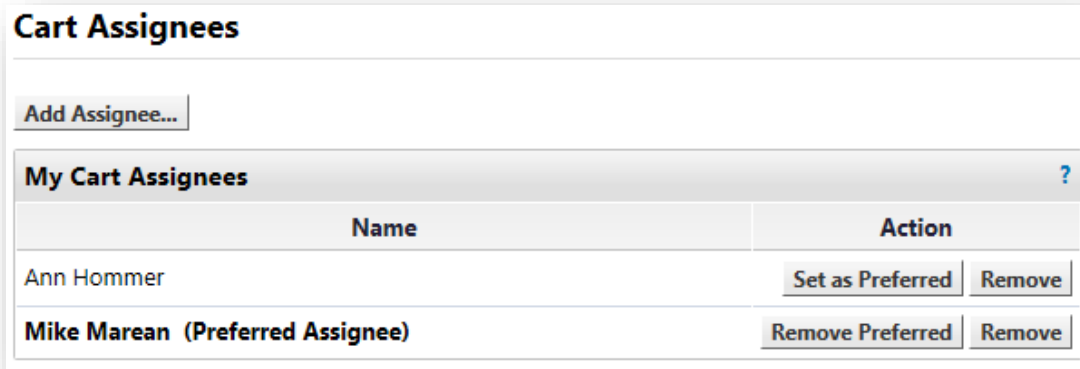 Cart Assignees
Add Assignee...
My Cart Assignees ?
Name Action
Ann Hommer Set as Preferred Remove
Mike Marean (Preferred Assignee) Remove Preferred Remove